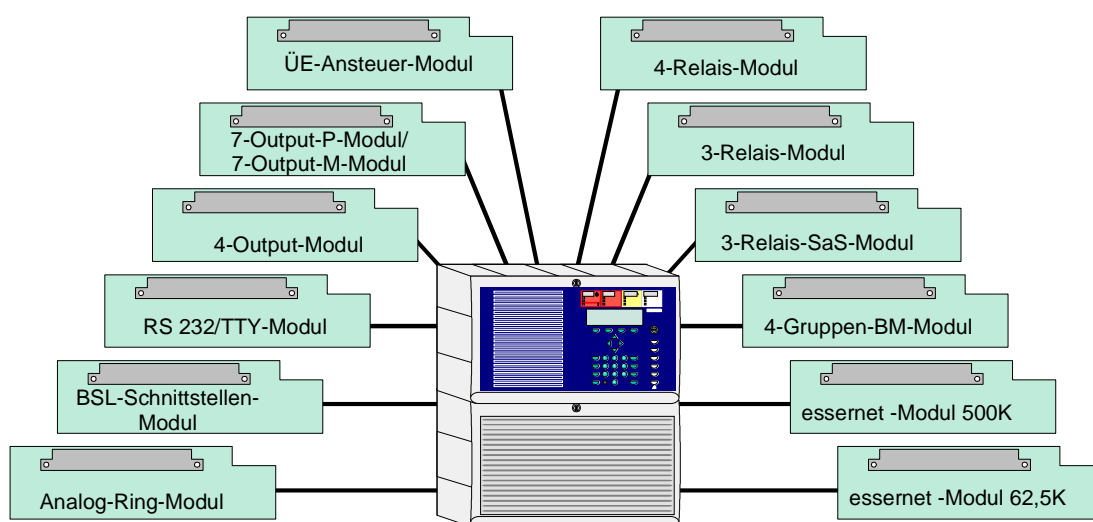 ÜE-Ansteuer-Modul
4-Relais-Modul
7-Output-P-Modul/
7-Output-M-Modul
3-Relais-Modul
4-Output-Modul
3-Relais-SaS-Modul
RS 232/TTY-Modul
4-Gruppen-BM-Modul
BSL-Schnittstellen-
Modul
essernet -Modul 500K
Analog-Ring-Modul
essernet -Modul 62,5K